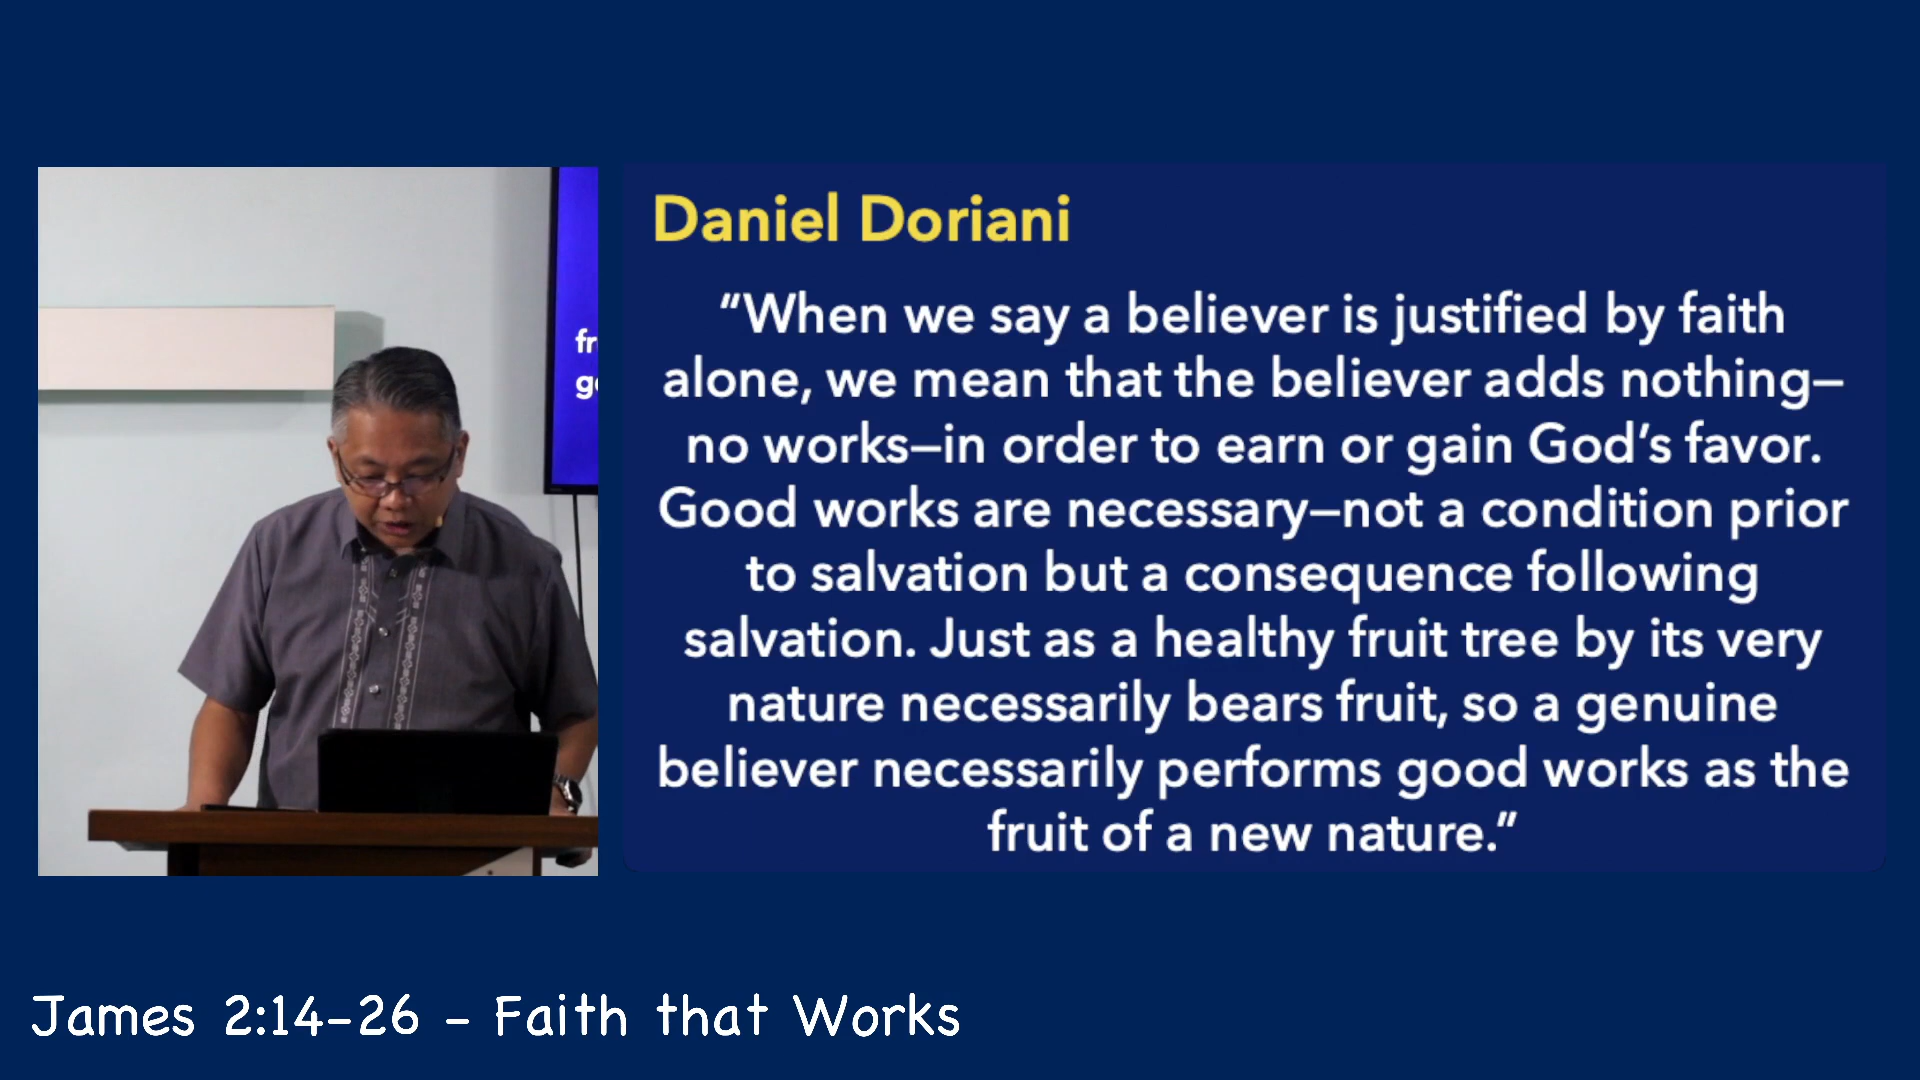 Daniel Doriani
“When we say a believer is justified by faith
alone, we mean that the believer adds nothing—
no works—in order to earn or gain God’s favor.
Good works are necessary—not a condition prior
to salvation but a consequence following
salvation. Just as a healthy fruit tree by its very
nature necessarily bears fruit, so a genuine
believer necessarily performs good works as the
fruit of a new nature.”
James 2:14-26 - Faith that Works